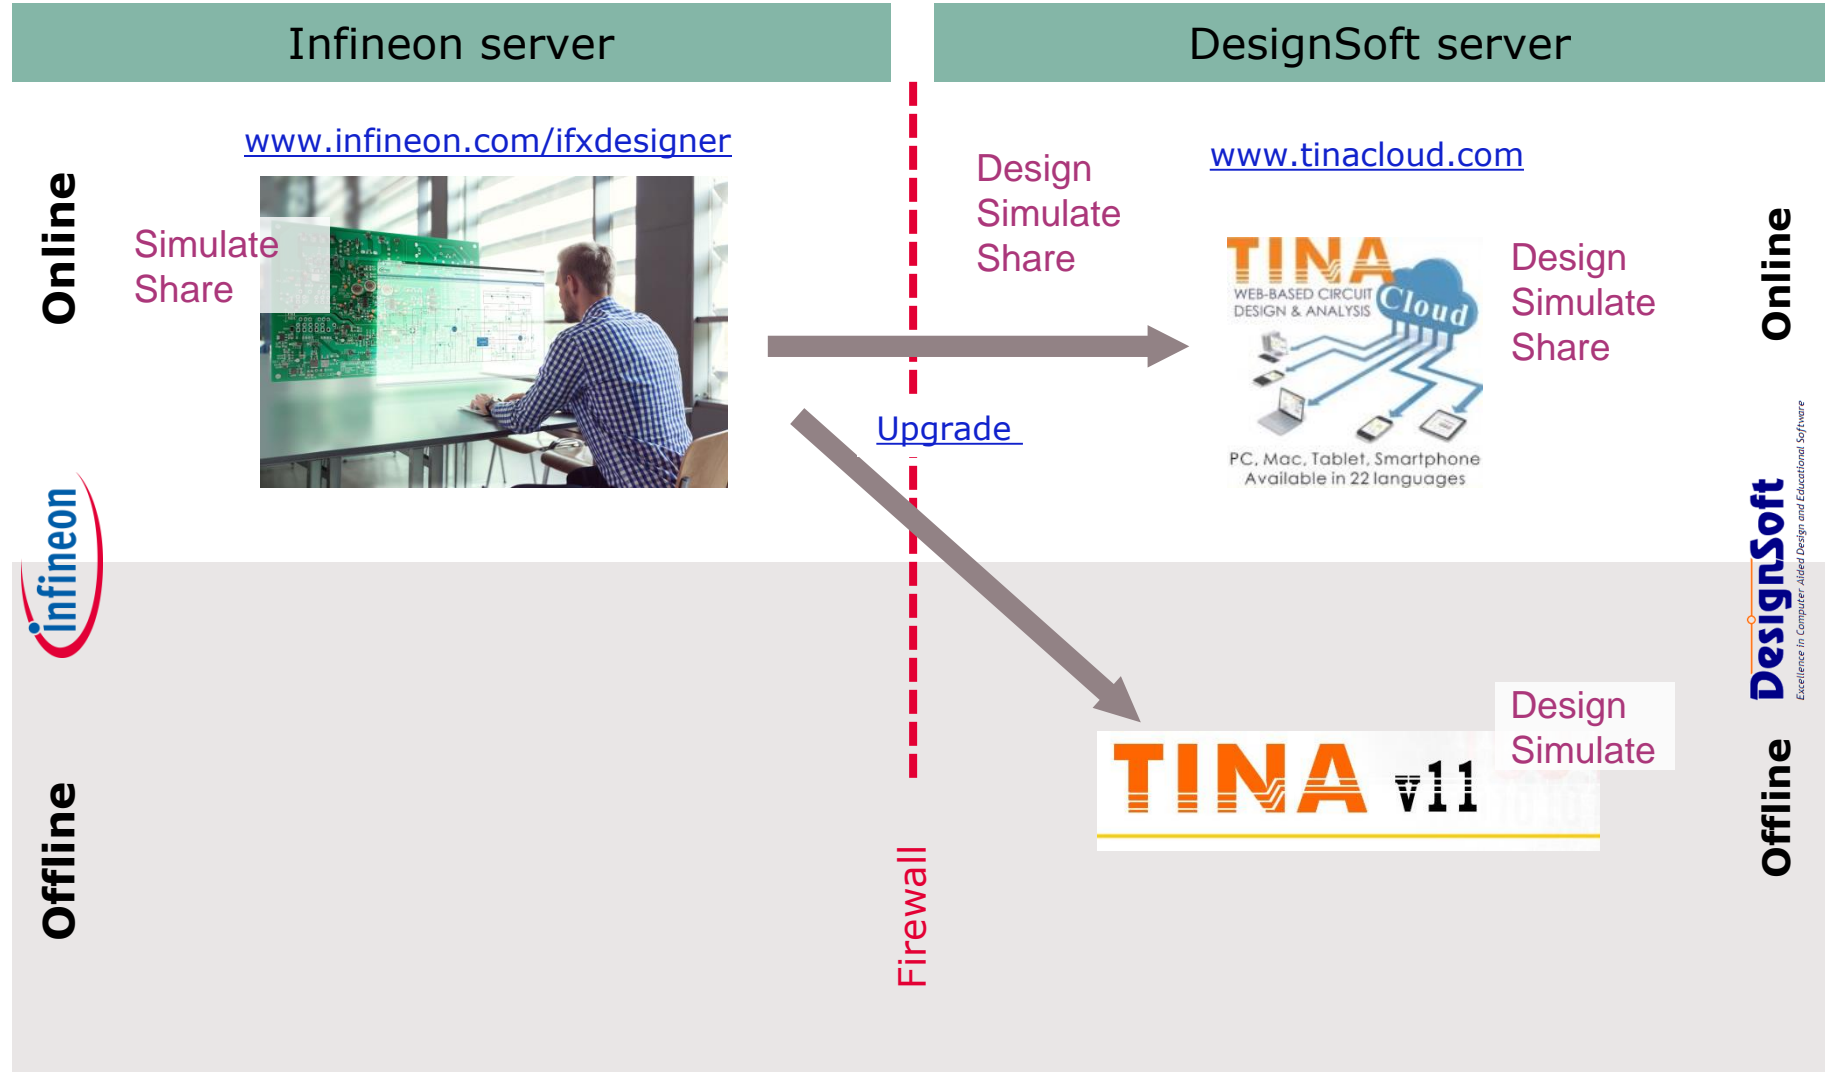 Infineon server
DesignSoft server
Online
www.infineon.com/ifxdesigner
Simulate
Share
Design
Simulate
Share
www.tinacloud.com
TINA
WEB-BASED CIRCUIT
DESIGN & ANALYSIS
Cloud
PC, Mac, Tablet, Smartphone
Available in 22 languages
Design
Simulate
Share
Online
Upgrade
infineon
DesignSoft
Excellence in Computer Aided Design and Educational Software
Offline
Firewall
TINA v11
Design
Simulate
Offline